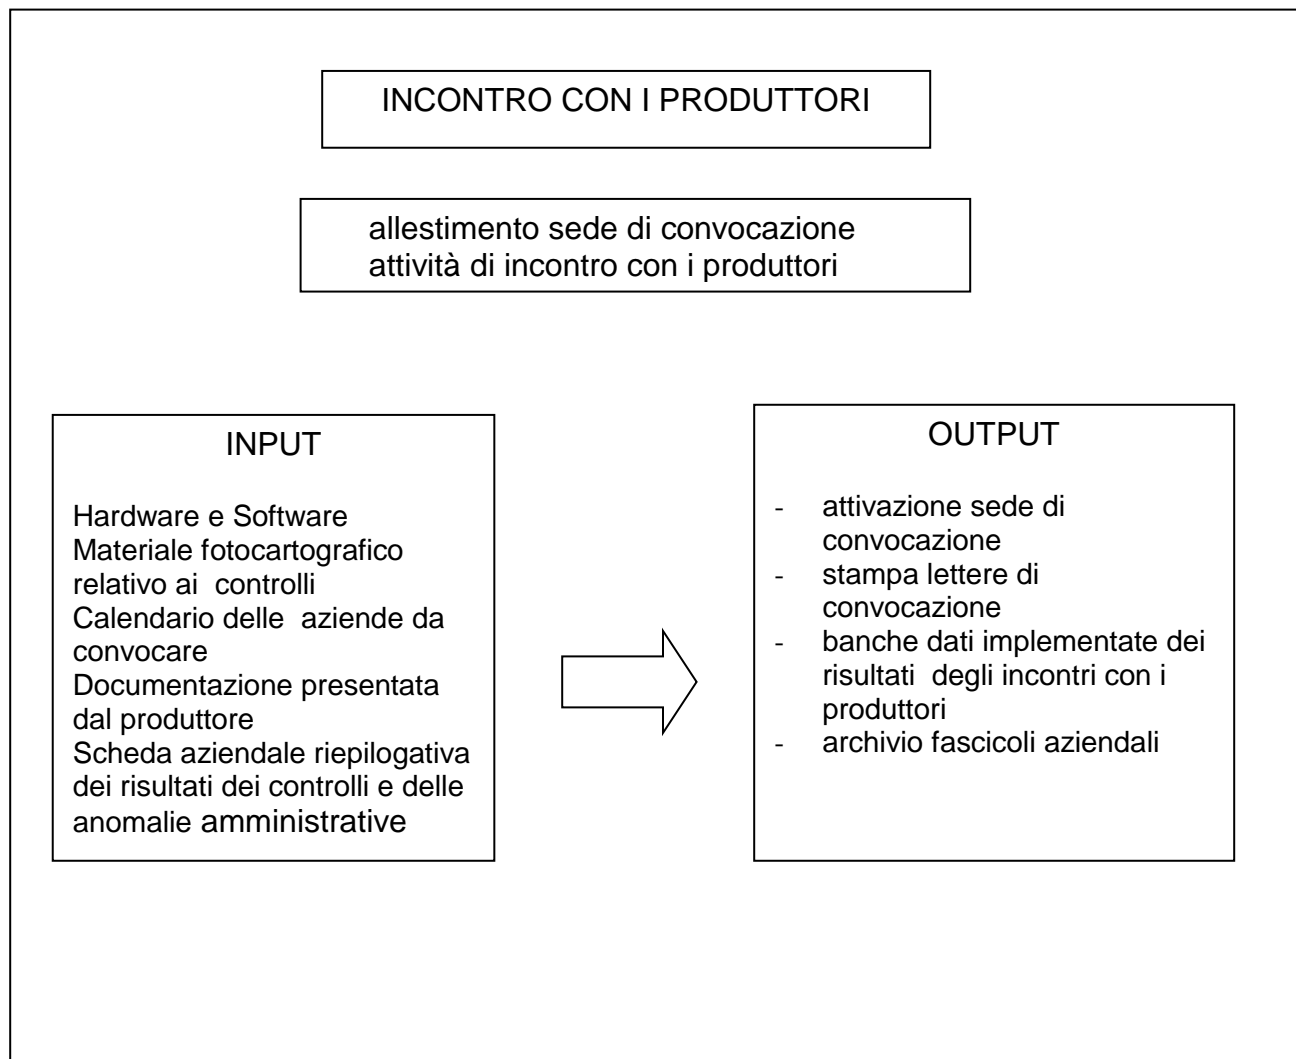 INCONTRO CON I PRODUTTORI
allestimento sede di convocazione
attività di incontro con i produttori
INPUT
Hardware e Software
Materiale fotocartografico
relativo ai controlli
Calendario delle aziende da
convocare
Documentazione presentata
dal produttore
Scheda aziendale riepilogativa
dei risultati dei controlli e delle
anomalie amministrative
OUTPUT
- attivazione sede di
convocazione
- stampa lettere di
convocazione
- banche dati implementate dei
risultati degli incontri con i
produttori
- archivio fascicoli aziendali